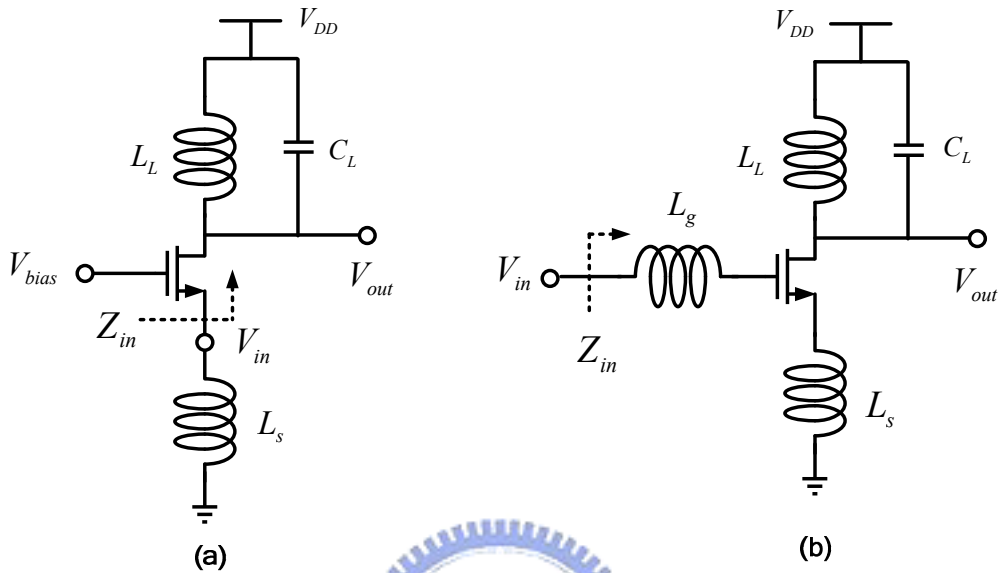 V_DD
L_L
C_L
V_bias
V_out
Z_in
V_in
L_s
(a)
V_DD
L_L
C_L
L_g
V_in
V_out
Z_in
L_s
(b)